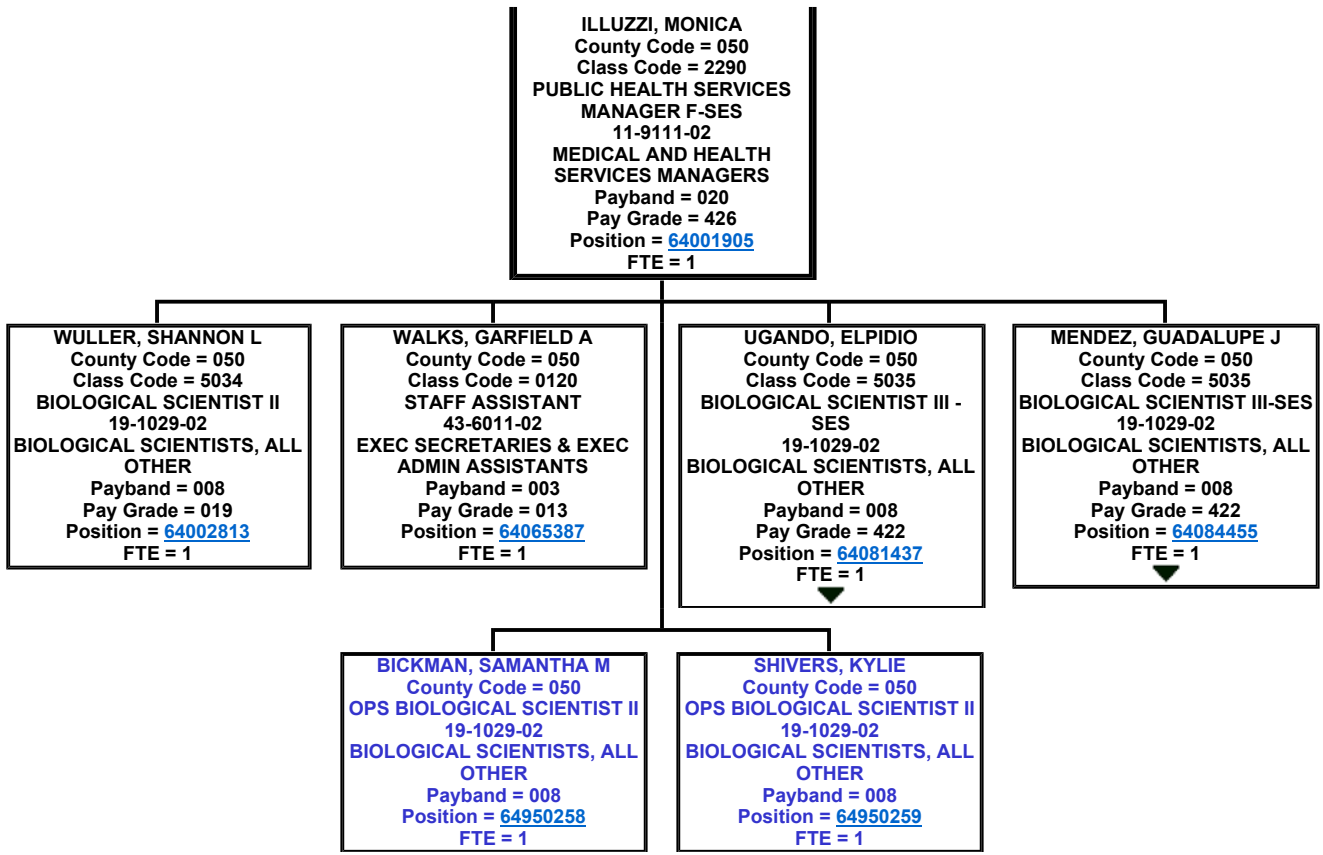 ILLUZZI, MONICA
County Code = 050
Class Code = 2290
PUBLIC HEALTH SERVICES
MANAGER F-SES
11-9111-02
MEDICAL AND HEALTH
SERVICES MANAGERS
Payband = 020
Pay Grade = 426
Position = 64001905
FTE = 1
WULLER, SHANNON L
County Code = 050
Class Code = 5034
BIOLOGICAL SCIENTIST II
19-1029-02
BIOLOGICAL SCIENTISTS, ALL
OTHER
Payband = 008
Pay Grade = 019
Position = 64002813
FTE = 1
WALKS, GARFIELD A
County Code = 050
Class Code = 0120
STAFF ASSISTANT
43-6011-02
EXEC SECRETARIES & EXEC
ADMIN ASSISTANTS
Payband = 003
Pay Grade = 013
Position = 64065387
FTE = 1
UGANDO, ELPIDIO
County Code = 050
Class Code = 5035
BIOLOGICAL SCIENTIST III -
SES
19-1029-02
BIOLOGICAL SCIENTISTS, ALL
OTHER
Payband = 008
Pay Grade = 422
Position = 64081437
FTE = 1
MENDEZ, GUADALUPE J
County Code = 050
Class Code = 5035
BIOLOGICAL SCIENTIST III-SES
19-1029-02
BIOLOGICAL SCIENTISTS, ALL
OTHER
Payband = 008
Pay Grade = 422
Position = 64084455
FTE = 1
BICKMAN, SAMANTHA M
County Code = 050
OPS BIOLOGICAL SCIENTIST II
19-1029-02
BIOLOGICAL SCIENTISTS, ALL
OTHER
Payband = 008
Position = 64950258
FTE = 1
SHIVERS, KYLIE
County Code = 050
OPS BIOLOGICAL SCIENTIST II
19-1029-02
BIOLOGICAL SCIENTISTS, ALL
OTHER
Payband = 008
Position = 64950259
FTE = 1